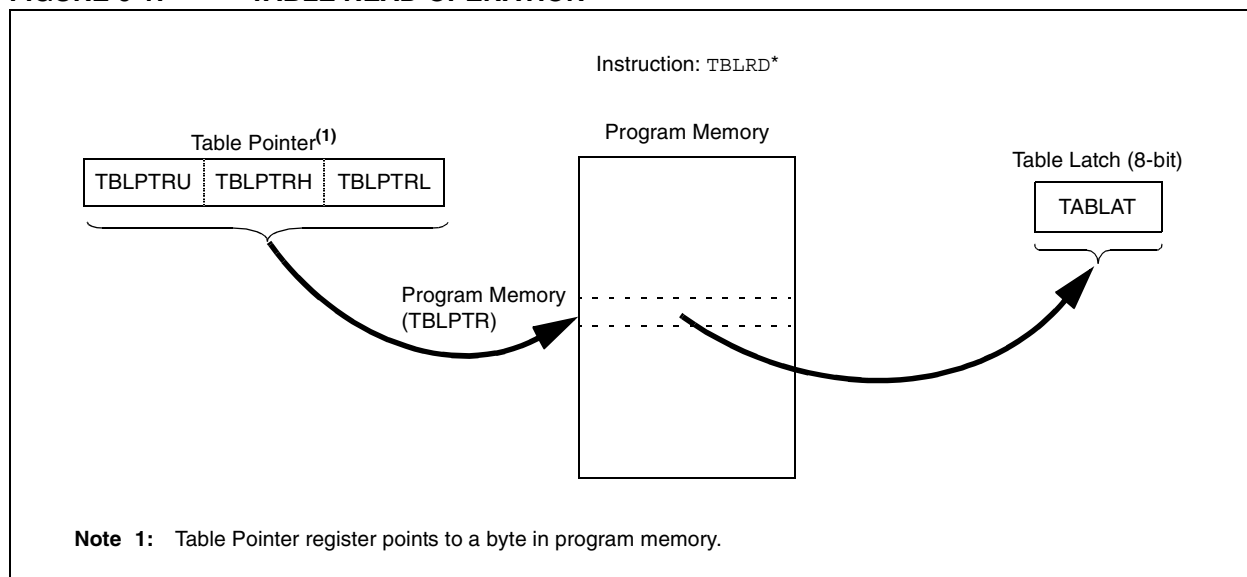 Instruction: TBLRD*
Table Pointer(1)
Program Memory
Table Latch (8-bit)
TBLPTRU TBLPTRH TBLPTRL
TABLAT
Program Memory
(TBLPTR)
Note 1: Table Pointer register points to a byte in program memory.